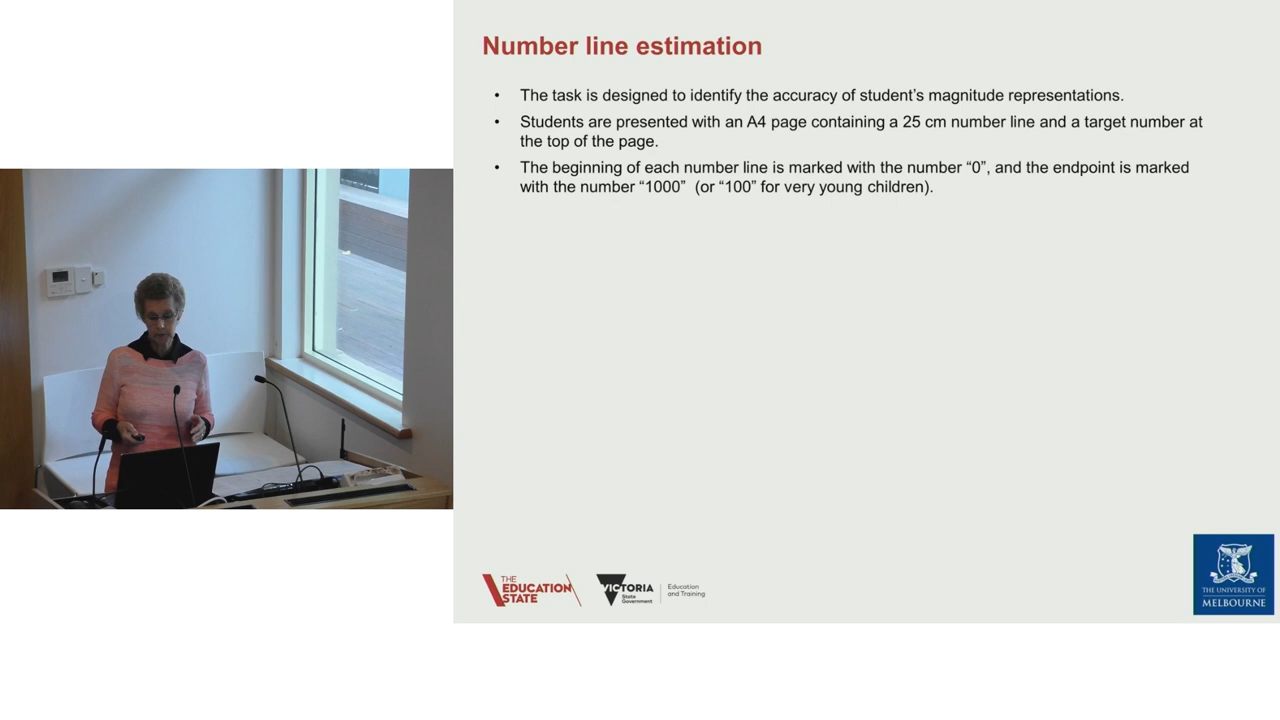 Number line estimation
• The task is designed to identify the accuracy of student’s magnitude representations.
• Students are presented with an A4 page containing a 25 cm number line and a target number at
the top of the page.
• The beginning of each number line is marked with the number “0”, and the endpoint is marked
with the number “1000” (or “100” for very young children).
THE
EDUCATION
STATE
VICTORIA
State
Government
Education
and Training
THE UNIVERSITY OF
MELBOURNE